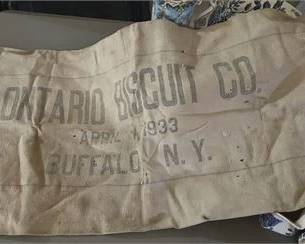 ONTARIO BISCUIT CO.
APRIL 1933
BUFFALO, N.Y.